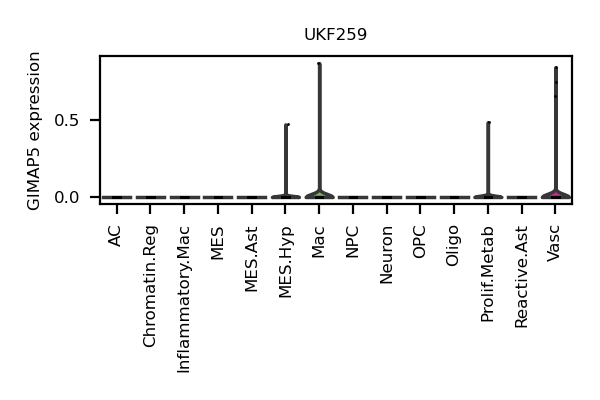 UKF259
GIMAP5 expression
0.5
0.0
AC
Chromatin.Reg
Inflammatory.Mac
MES
MES.Ast
MES.Hyp
Mac
NPC
Neuron
OPC
Oligo
Prolif.Metab
Reactive.Ast
Vasc